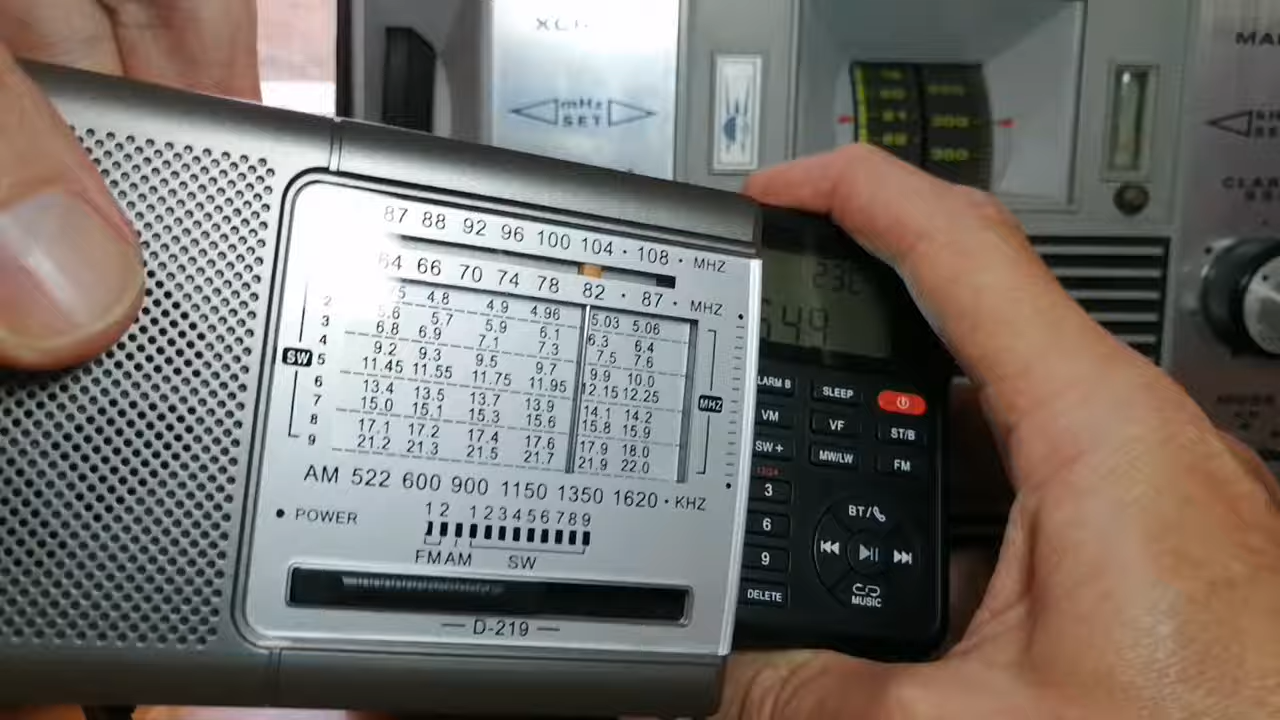 mHz
SET
87 88 92 96 100 104 • 108 • MHZ
64 66 70 74 78 82 • 87 • MHZ
2 4.8 4.9 4.96 5.03 5.06
3 5.6 5.7 5.9 6.1 6.3 6.4
4 6.8 6.9 7.1 7.3 7.5 7.6
SW 5 9.2 9.3 9.5 9.7 9.9 10.0
6 11.45 11.55 11.75 11.95 12.15 12.25
7 13.4 13.5 13.7 13.9 14.1 14.2
8 15.0 15.1 15.3 15.6 15.8 15.9
9 17.1 17.2 17.4 17.6 17.9 18.0
21.2 21.3 21.5 21.7 21.9 22.0
MHZ
AM 522 600 900 1150 1350 1620 • KHZ
• POWER
1 2 1 2 3 4 5 6 7 8 9
FM AM SW
D-219
23C
SLEEP
VM VF ST/B
SW + MW/LW FM
12/24
3
6
9
DELETE
BT/
MUSIC